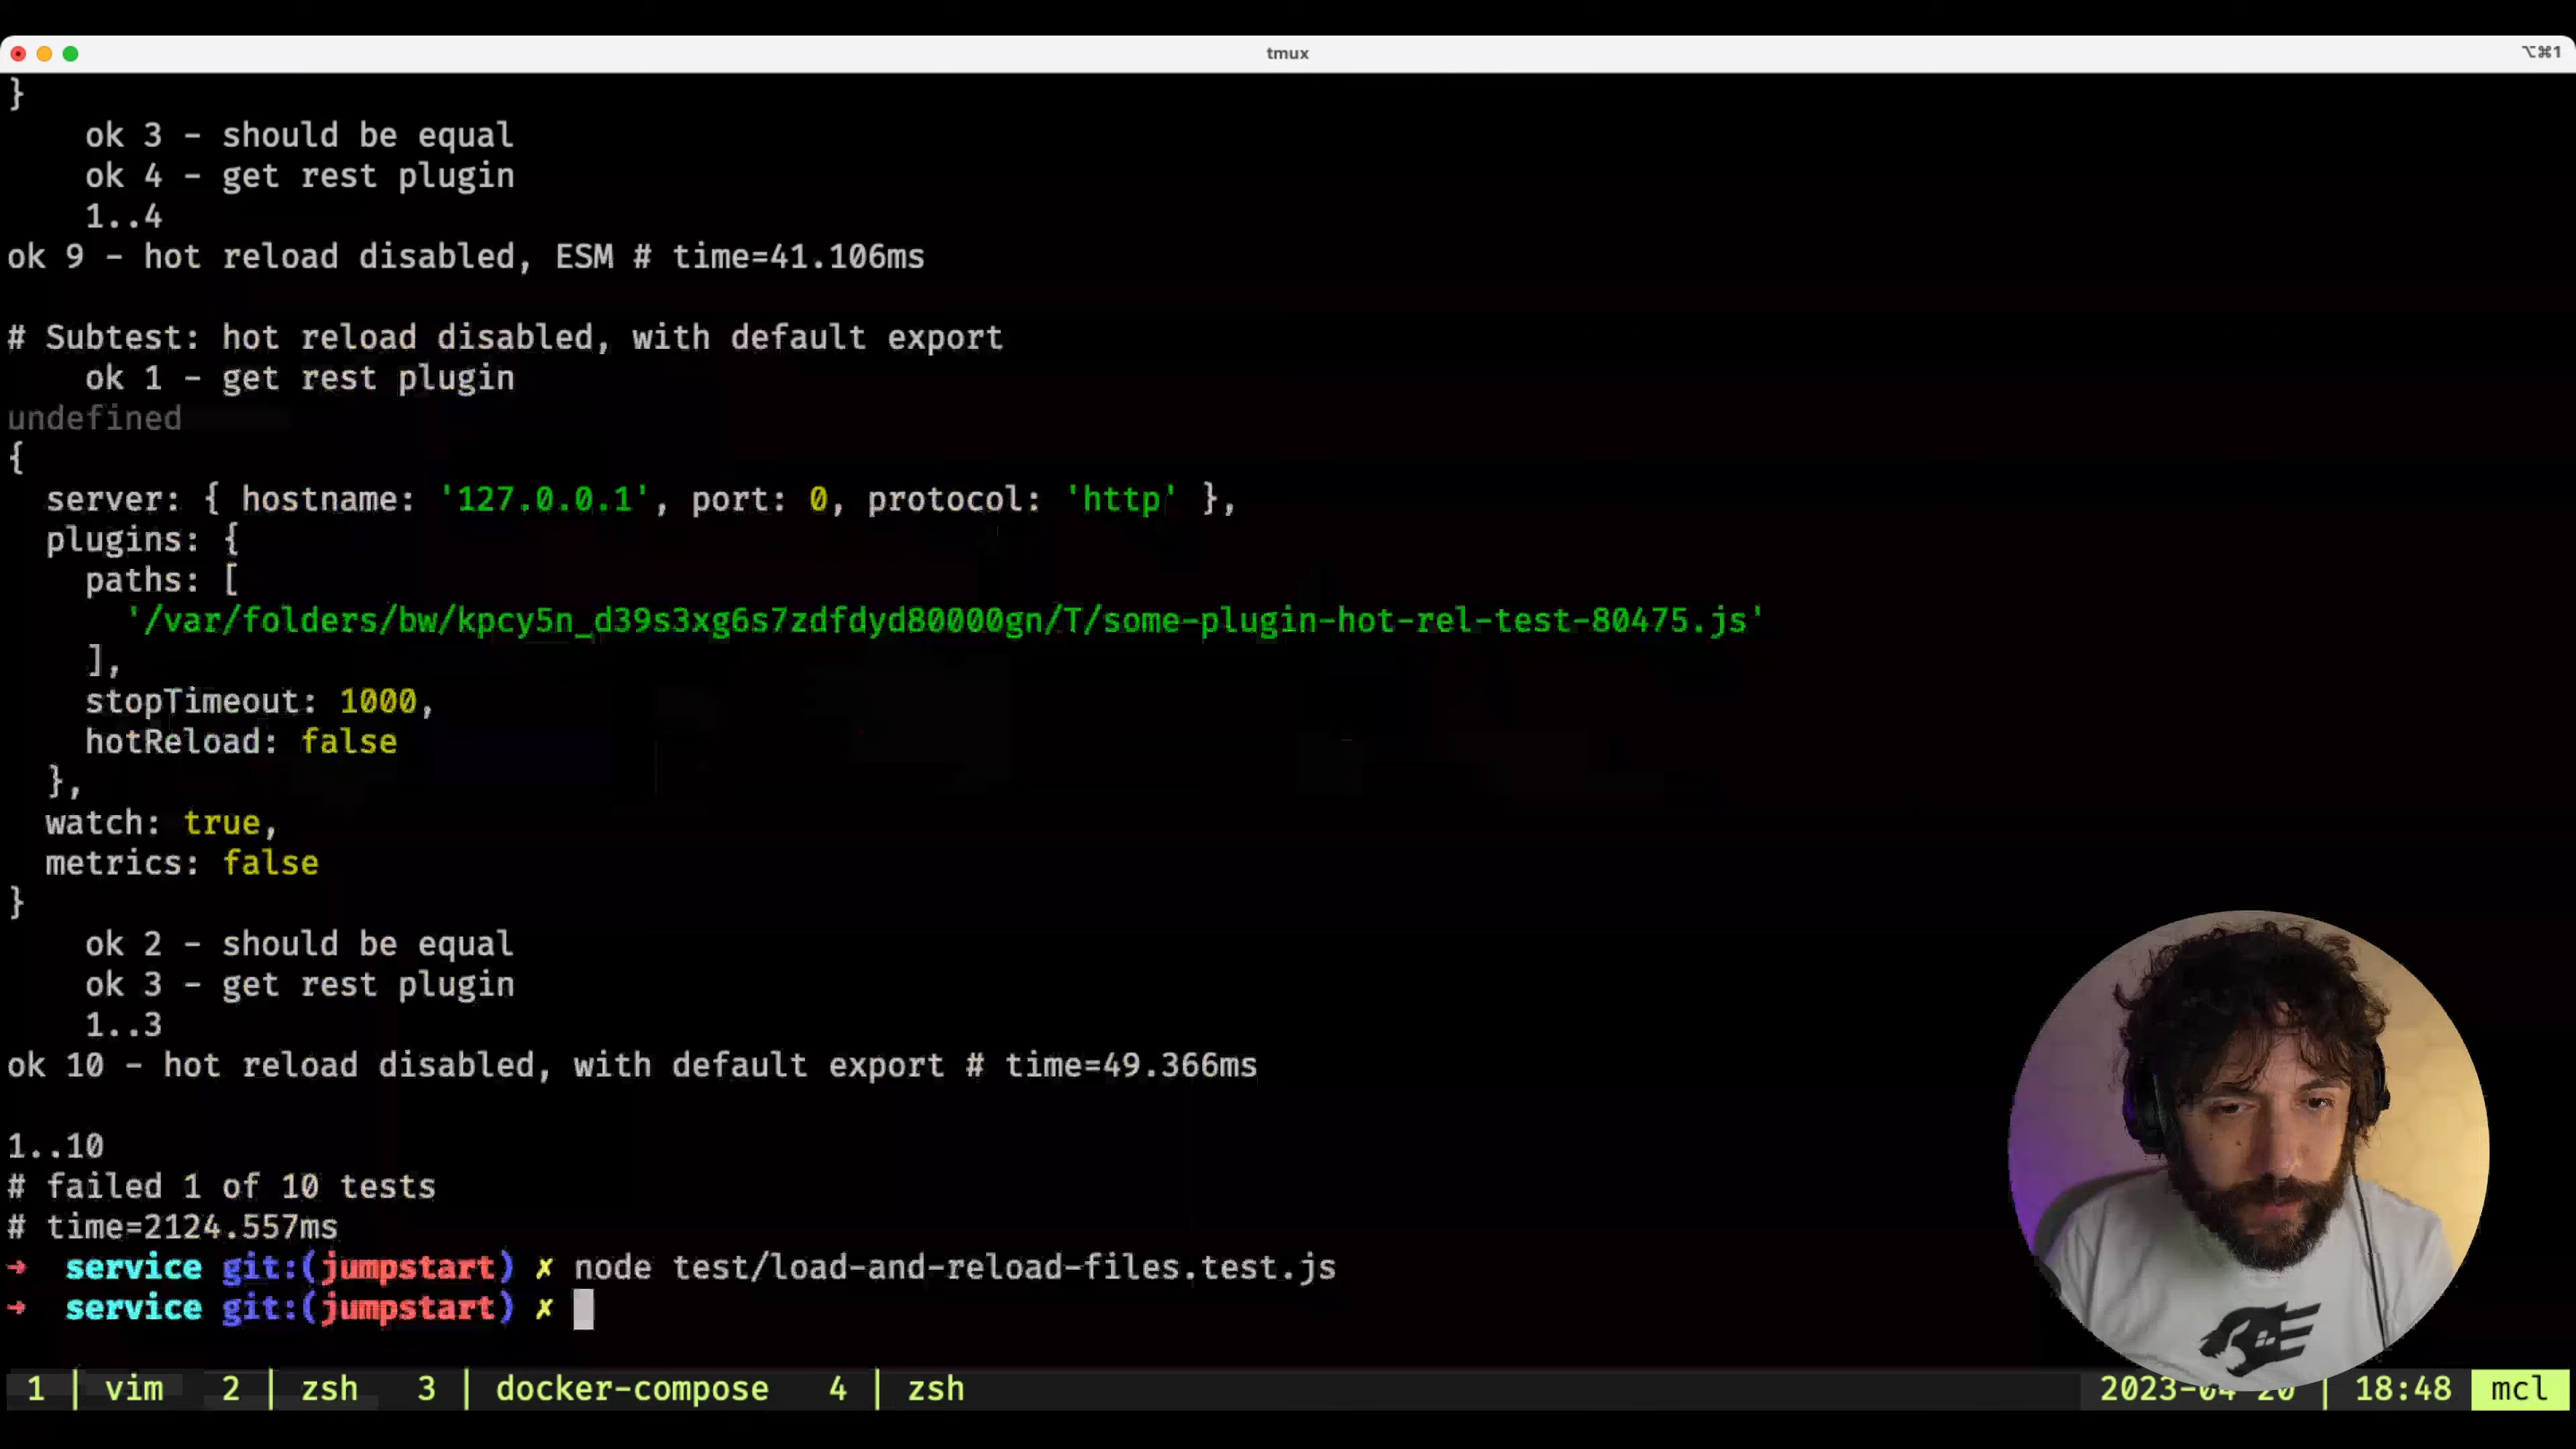 tmux
⌥⌘1
}
ok 3 - should be equal
ok 4 - get rest plugin
1..4
ok 9 - hot reload disabled, ESM # time=41.106ms
# Subtest: hot reload disabled, with default export
ok 1 - get rest plugin
undefined
{
server: { hostname: '127.0.0.1', port: 0, protocol: 'http' },
plugins: {
paths: [
'/var/folders/bw/kpcy5n_d39s3xg6s7zdfdyd80000gn/T/some-plugin-hot-rel-test-80475.js'
],
stopTimeout: 1000,
hotReload: false
},
watch: true,
metrics: false
}
ok 2 - should be equal
ok 3 - get rest plugin
1..3
ok 10 - hot reload disabled, with default export # time=49.366ms
1..10
# failed 1 of 10 tests
# time=2124.557ms
→ service git:(jumpstart) ✗ node test/load-and-reload-files.test.js
→ service git:(jumpstart) ✗
1 | vim 2 | zsh 3 | docker-compose 4 | zsh 2023-04-20 | 18:48 mcl